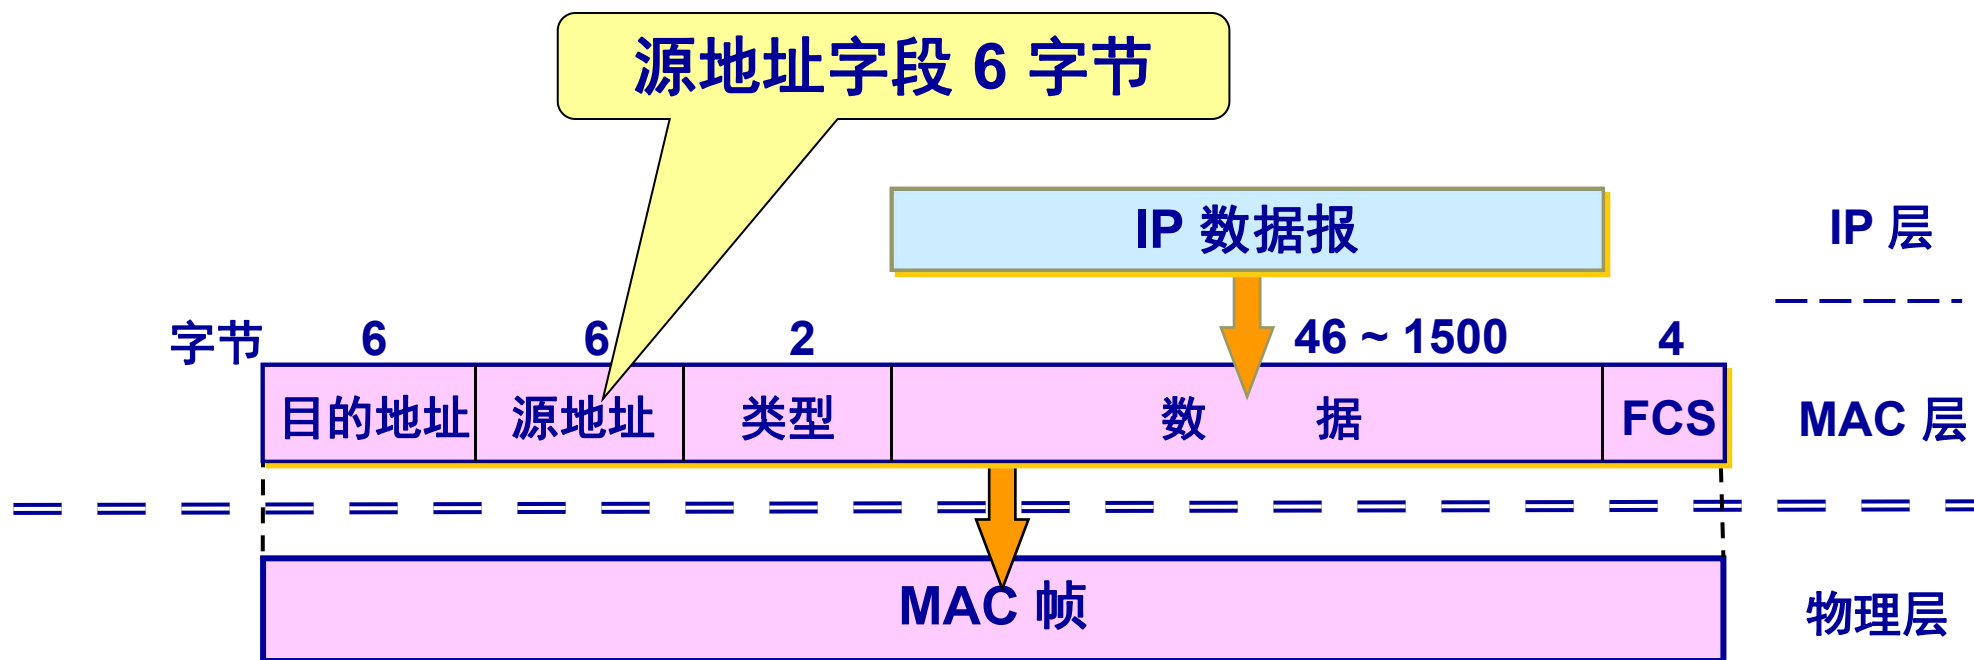 源地址字段 6 字节
IP 数据报
IP 层
字节 6 6 2 46 ~ 1500 4
目的地址 源地址 类型 数 据 FCS
MAC 层
MAC 帧
物理层